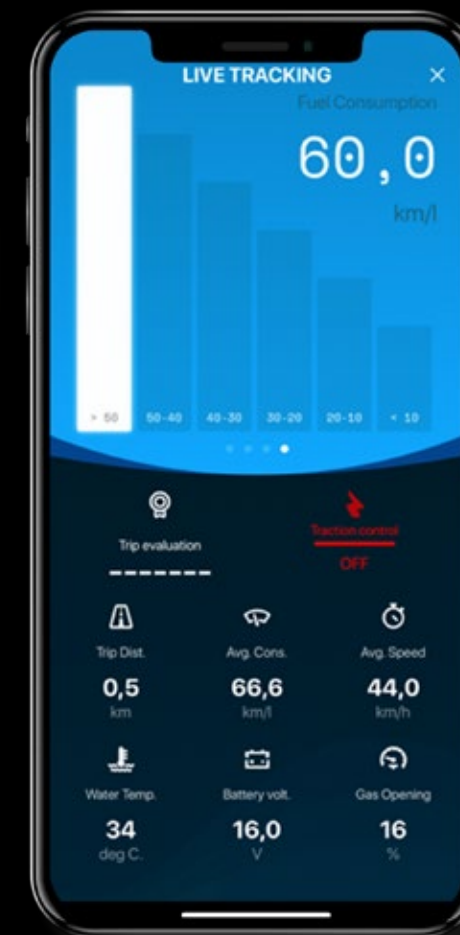 LIVE TRACKING
Fuel Consumption
60,0
km/l
> 50 50-40 40-30 30-20 20-10 < 10
Trip evaluation
Traction control
-------
OFF
Trip Dist. Avg. Cons. Avg. Speed
0,5 66,6 44,0
km km/l km/h
Water Temp. Battery volt. Gas Opening
34 16,0 16
deg C. V %